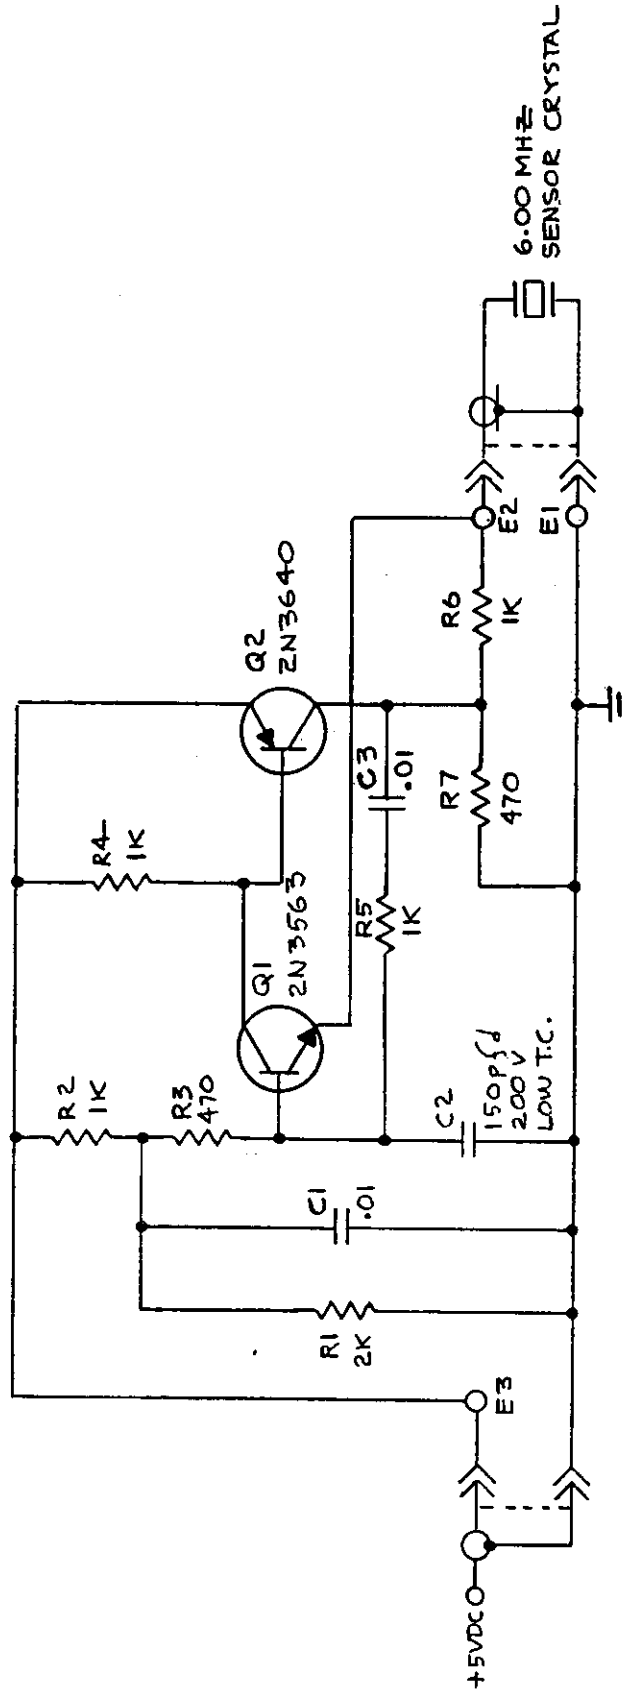 +5VDC
E3
R1
2K
C1
.01
R2
1K
R3
470
Q1
2N3563
C2
150pfd
200V
LOW T.C.
R4
1K
R5
1K
C3
.01
Q2
2N3640
R7
470
R6
1K
E2
E1
6.00 MHZ
SENSOR CRYSTAL